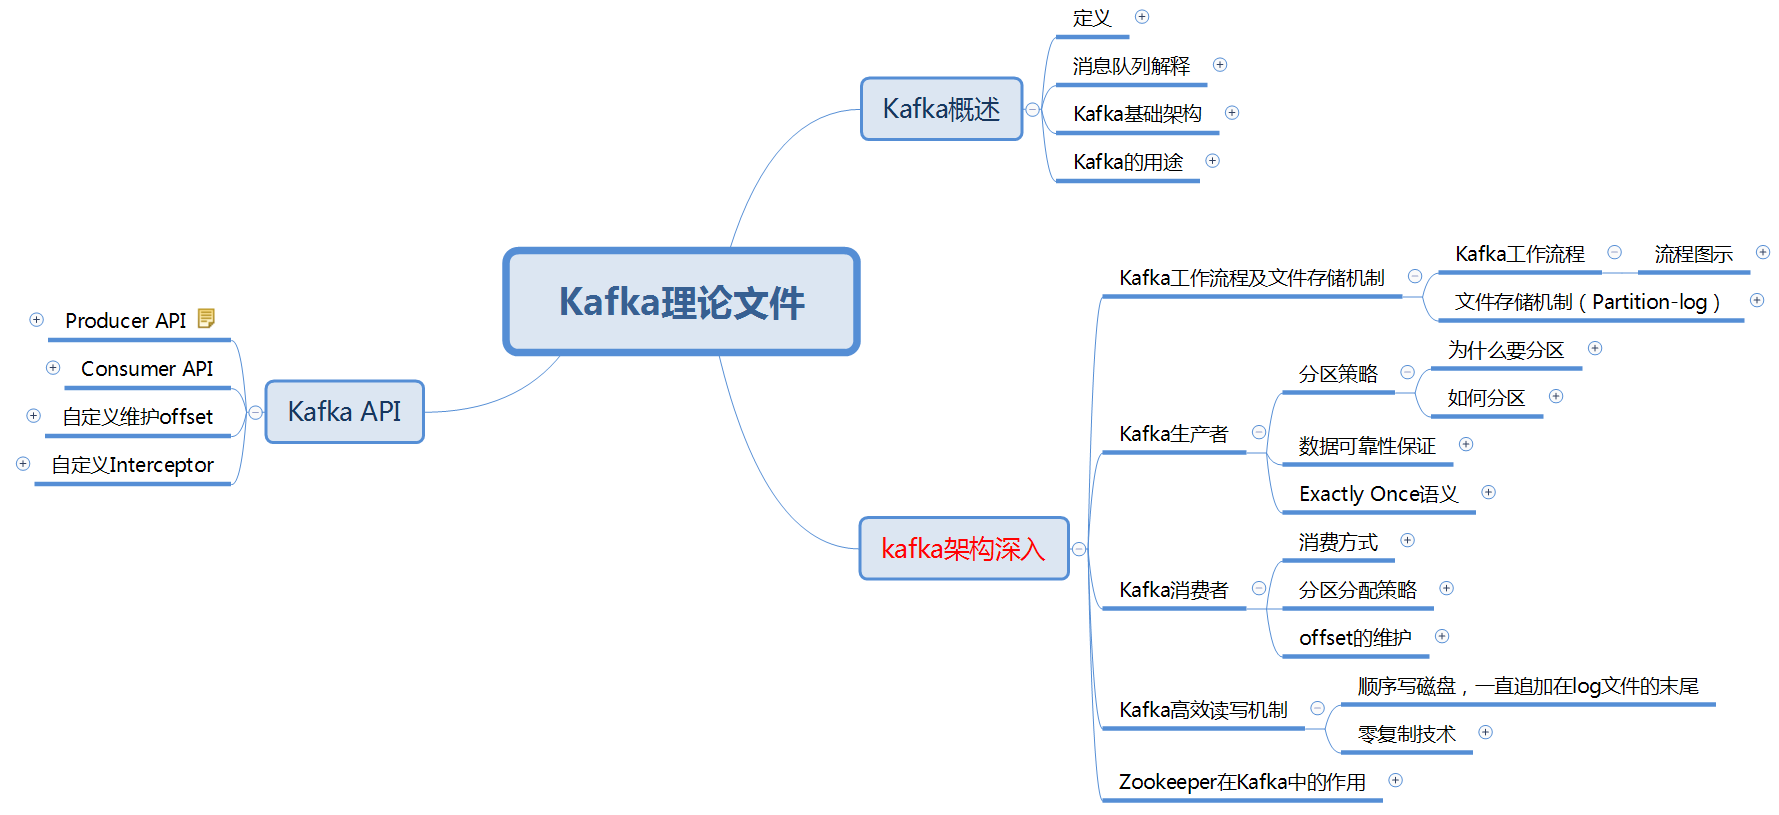 Kafka理论文件
Kafka概述
定义
消息队列解释
Kafka基础架构
Kafka的用途
kafka架构深入
Kafka工作流程及文件存储机制
Kafka工作流程
流程图示
文件存储机制（Partition-log）
Kafka生产者
分区策略
为什么要分区
如何分区
数据可靠性保证
Exactly Once语义
Kafka消费者
消费方式
分区分配策略
offset的维护
Kafka高效读写机制
顺序写磁盘，一直追加在log文件的末尾
零复制技术
Zookeeper在Kafka中的作用
Kafka API
Producer API
Consumer API
自定义维护offset
自定义Interceptor